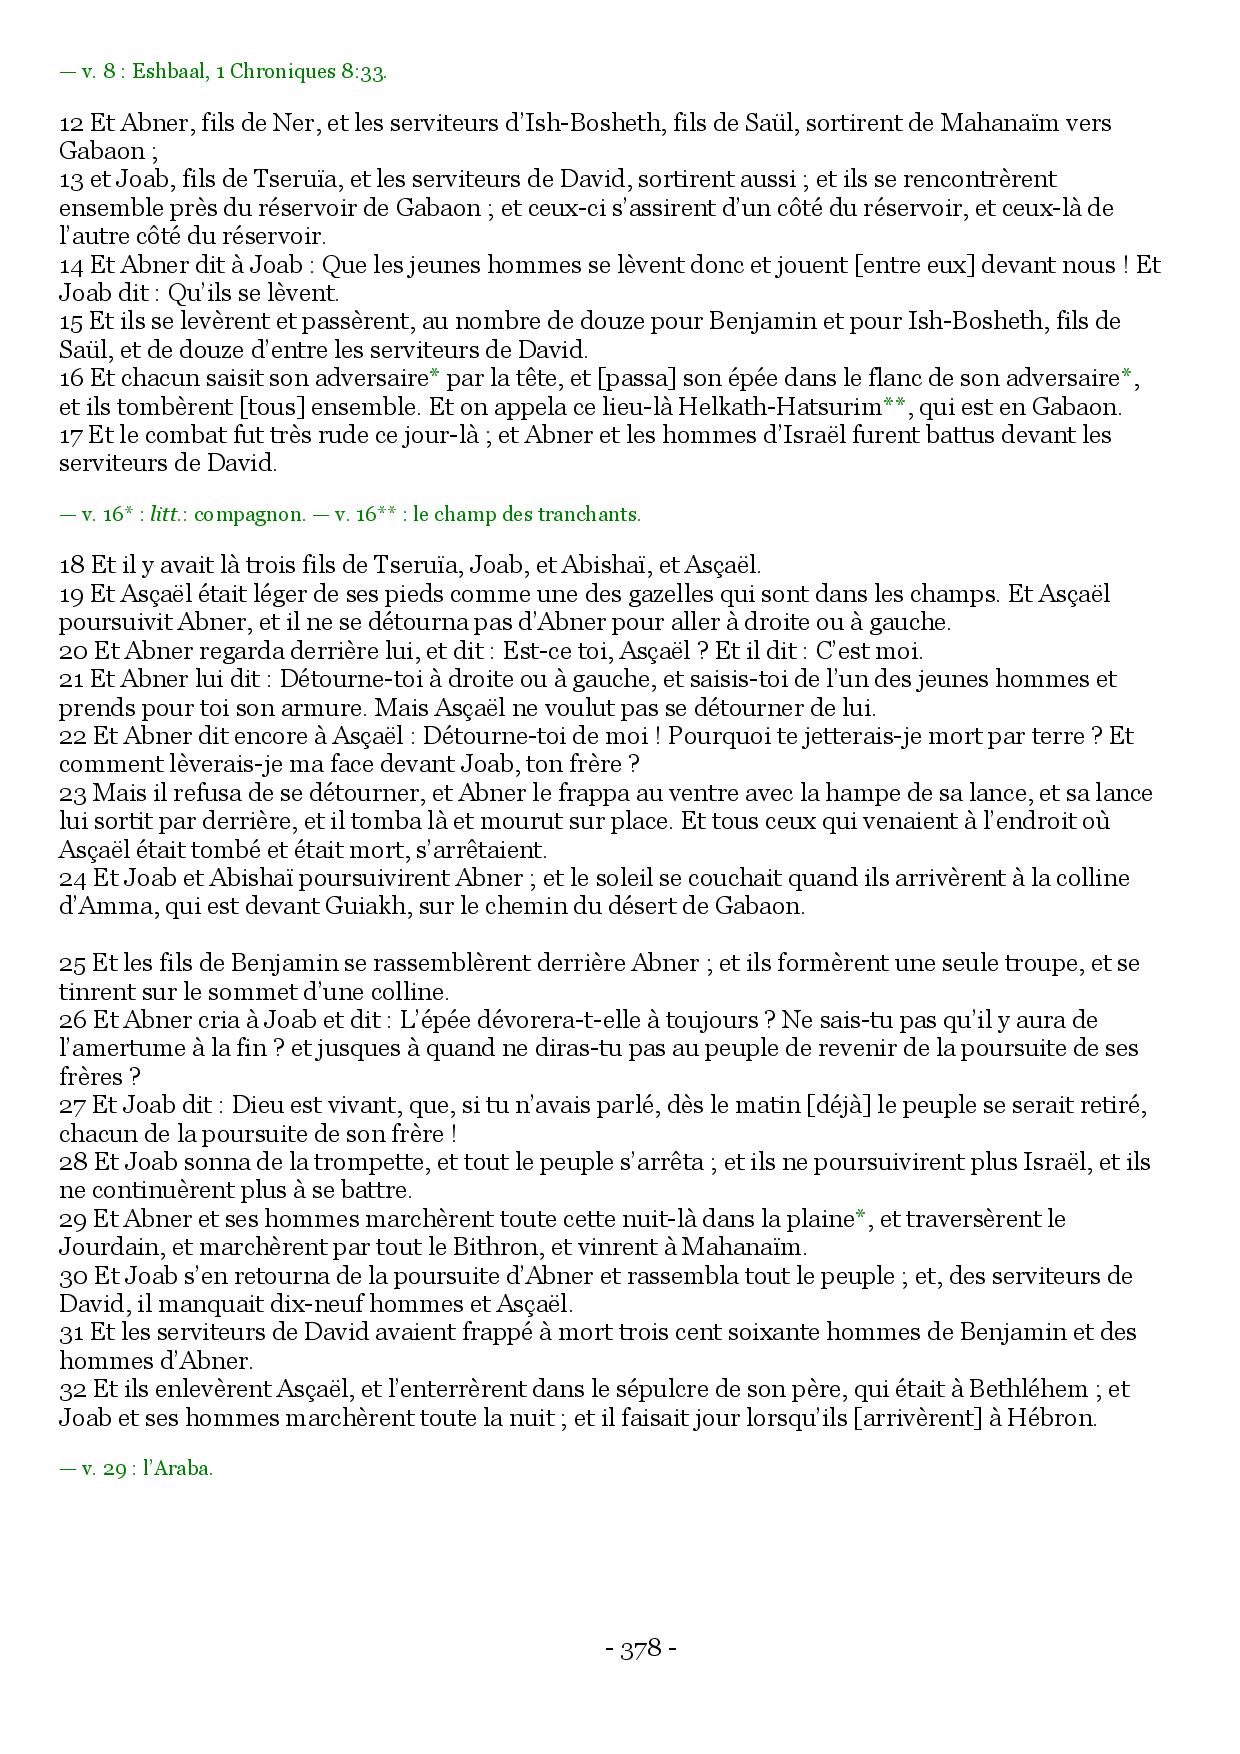 — v. 8 : Eshbaal, 1 Chroniques 8:33.
12 Et Abner, fils de Ner, et les serviteurs d’Ish-Bosheth, fils de Saül, sortirent de Mahanaïm vers
Gabaon ;
13 et Joab, fils de Tseruïa, et les serviteurs de David, sortirent aussi ; et ils se rencontrèrent
ensemble près du réservoir de Gabaon ; et ceux-ci s’assirent d’un côté du réservoir, et ceux-là de
l’autre côté du réservoir.
14 Et Abner dit à Joab : Que les jeunes hommes se lèvent donc et jouent [entre eux] devant nous ! Et
Joab dit : Qu’ils se lèvent.
15 Et ils se levèrent et passèrent, au nombre de douze pour Benjamin et pour Ish-Bosheth, fils de
Saül, et de douze d’entre les serviteurs de David.
16 Et chacun saisit son adversaire* par la tête, et [passa] son épée dans le flanc de son adversaire*,
et ils tombèrent [tous] ensemble. Et on appela ce lieu-là Helkath-Hatsurim**, qui est en Gabaon.
17 Et le combat fut très rude ce jour-là ; et Abner et les hommes d’Israël furent battus devant les
serviteurs de David.
— v. 16* : litt.: compagnon. — v. 16** : le champ des tranchants.
18 Et il y avait là trois fils de Tseruïa, Joab, et Abishaï, et Asçaël.
19 Et Asçaël était léger de ses pieds comme une des gazelles qui sont dans les champs. Et Asçaël
poursuivit Abner, et il ne se détourna pas d’Abner pour aller à droite ou à gauche.
20 Et Abner regarda derrière lui, et dit : Est-ce toi, Asçaël ? Et il dit : C’est moi.
21 Et Abner lui dit : Détourne-toi à droite ou à gauche, et saisis-toi de l’un des jeunes hommes et
prends pour toi son armure. Mais Asçaël ne voulut pas se détourner de lui.
22 Et Abner dit encore à Asçaël : Détourne-toi de moi ! Pourquoi te jetterais-je mort par terre ? Et
comment lèverais-je ma face devant Joab, ton frère ?
23 Mais il refusa de se détourner, et Abner le frappa au ventre avec la hampe de sa lance, et sa lance
lui sortit par derrière, et il tomba là et mourut sur place. Et tous ceux qui venaient à l’endroit où
Asçaël était tombé et était mort, s’arrêtaient.
24 Et Joab et Abishaï poursuivirent Abner ; et le soleil se couchait quand ils arrivèrent à la colline
d’Amma, qui est devant Guiakh, sur le chemin du désert de Gabaon.
25 Et les fils de Benjamin se rassemblèrent derrière Abner ; et ils formèrent une seule troupe, et se
tinrent sur le sommet d’une colline.
26 Et Abner cria à Joab et dit : L’épée dévorera-t-elle à toujours ? Ne sais-tu pas qu’il y aura de
l’amertume à la fin ? et jusques à quand ne diras-tu pas au peuple de revenir de la poursuite de ses
frères ?
27 Et Joab dit : Dieu est vivant, que, si tu n’avais parlé, dès le matin [déjà] le peuple se serait retiré,
chacun de la poursuite de son frère !
28 Et Joab sonna de la trompette, et tout le peuple s’arrêta ; et ils ne poursuivirent plus Israël, et ils
ne continuèrent plus à se battre.
29 Et Abner et ses hommes marchèrent toute cette nuit-là dans la plaine*, et traversèrent le
Jourdain, et marchèrent par tout le Bithron, et vinrent à Mahanaïm.
30 Et Joab s’en retourna de la poursuite d’Abner et rassembla tout le peuple ; et, des serviteurs de
David, il manquait dix-neuf hommes et Asçaël.
31 Et les serviteurs de David avaient frappé à mort trois cent soixante hommes de Benjamin et des
hommes d’Abner.
32 Et ils enlevèrent Asçaël, et l’enterrèrent dans le sépulcre de son père, qui était à Bethléhem ; et
Joab et ses hommes marchèrent toute la nuit ; et il faisait jour lorsqu’ils [arrivèrent] à Hébron.
— v. 29 : l’Araba.
- 378 -